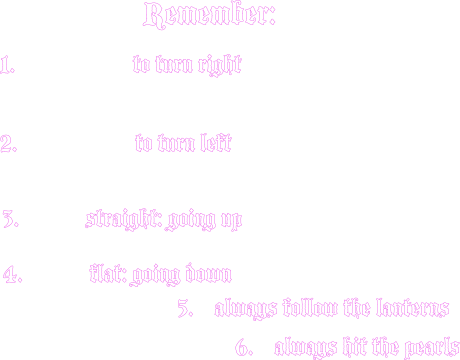 Remember:
1. to turn right
2. to turn left
3. straight: going up
4. flat: going down
5. always follow the lanterns
6. always hit the pearls